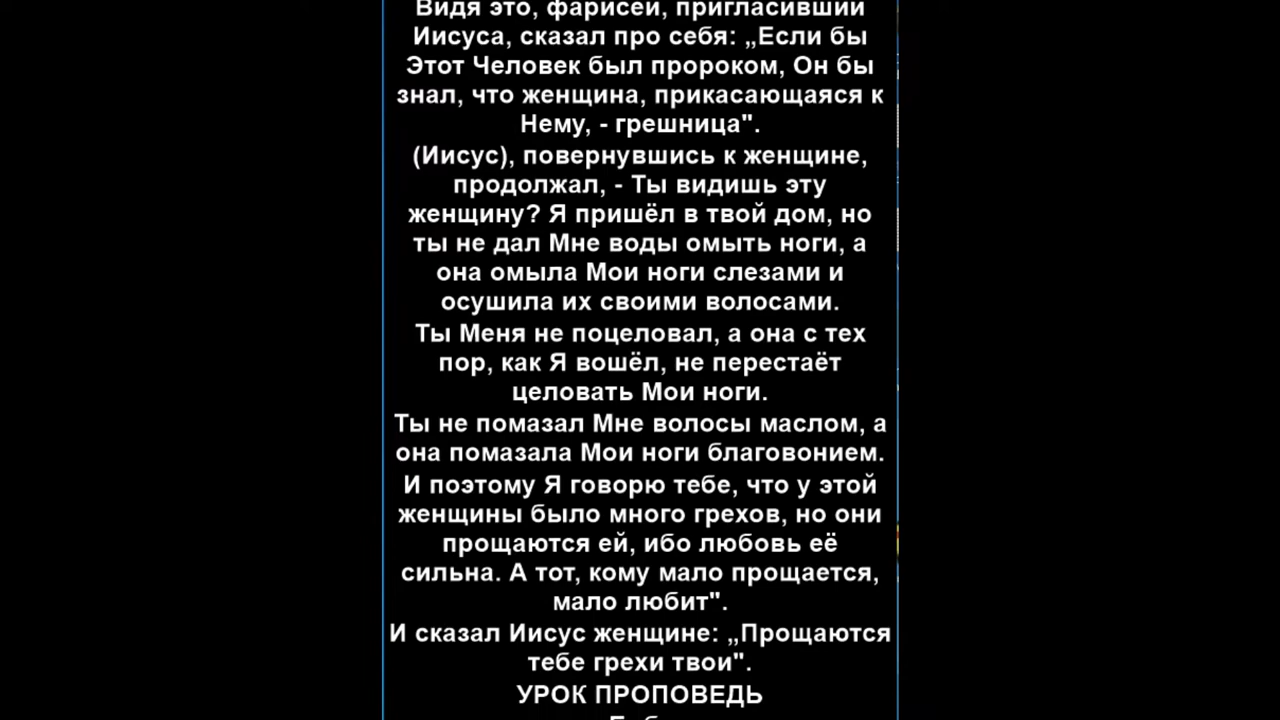 Видя это, фарисей, пригласивший
Иисуса, сказал про себя: „Если бы
Этот Человек был пророком, Он бы
знал, что женщина, прикасающаяся к
Нему, - грешница".
(Иисус), повернувшись к женщине,
продолжал, - Ты видишь эту
женщину? Я пришёл в твой дом, но
ты не дал Мне воды омыть ноги, а
она омыла Мои ноги слезами и
осушила их своими волосами.
Ты Меня не поцеловал, а она с тех
пор, как Я вошёл, не перестаёт
целовать Мои ноги.
Ты не помазал Мне волосы маслом, а
она помазала Мои ноги благовонием.
И поэтому Я говорю тебе, что у этой
женщины было много грехов, но они
прощаются ей, ибо любовь её
сильна. А тот, кому мало прощается,
мало любит".
И сказал Иисус женщине: „Прощаются
тебе грехи твои".
УРОК ПРОПОВЕДЬ